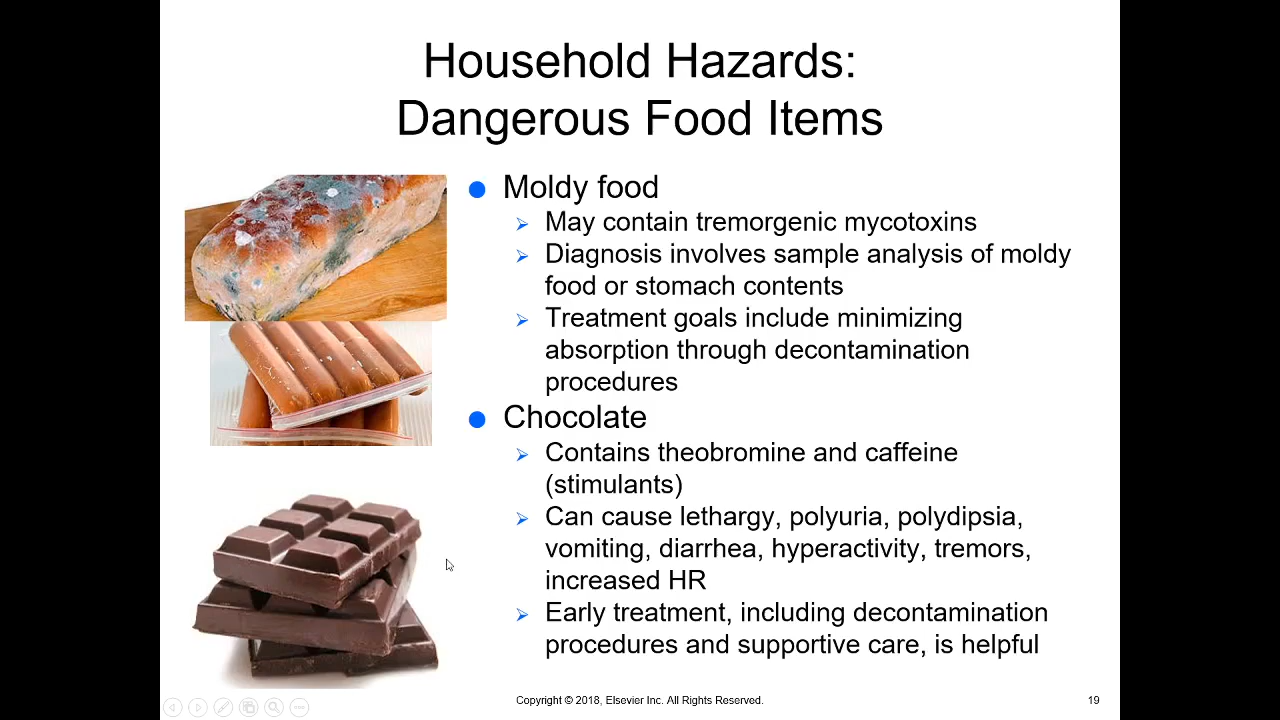 Household Hazards:
Dangerous Food Items
Moldy food
May contain tremorgenic mycotoxins
Diagnosis involves sample analysis of moldy
food or stomach contents
Treatment goals include minimizing
absorption through decontamination
procedures
Chocolate
Contains theobromine and caffeine
(stimulants)
Can cause lethargy, polyuria, polydipsia,
vomiting, diarrhea, hyperactivity, tremors,
increased HR
Early treatment, including decontamination
procedures and supportive care, is helpful
Copyright © 2018, Elsevier Inc. All Rights Reserved.
19